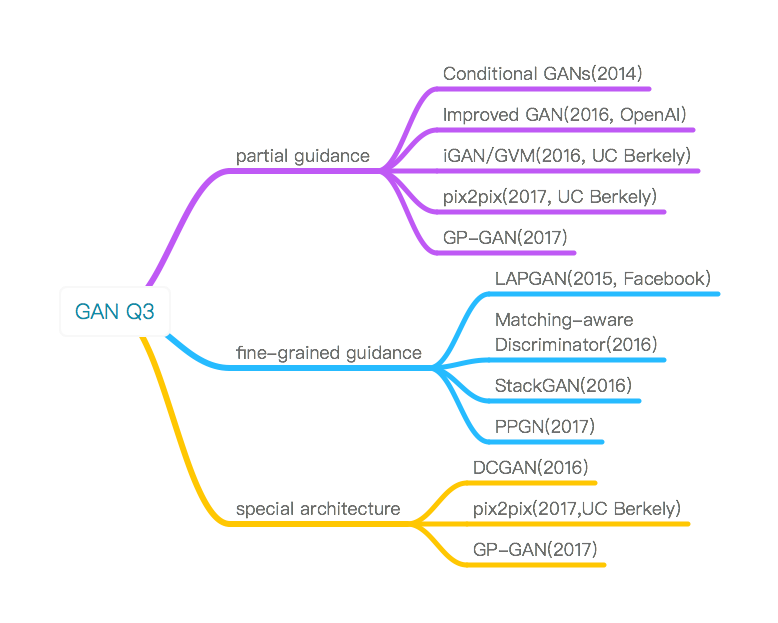 GAN Q3
partial guidance
Conditional GANs(2014)
Improved GAN(2016, OpenAI)
iGAN/GVM(2016, UC Berkely)
pix2pix(2017, UC Berkely)
GP-GAN(2017)
fine-grained guidance
LAPGAN(2015, Facebook)
Matching-aware
Discriminator(2016)
StackGAN(2016)
PPGN(2017)
special architecture
DCGAN(2016)
pix2pix(2017,UC Berkely)
GP-GAN(2017)